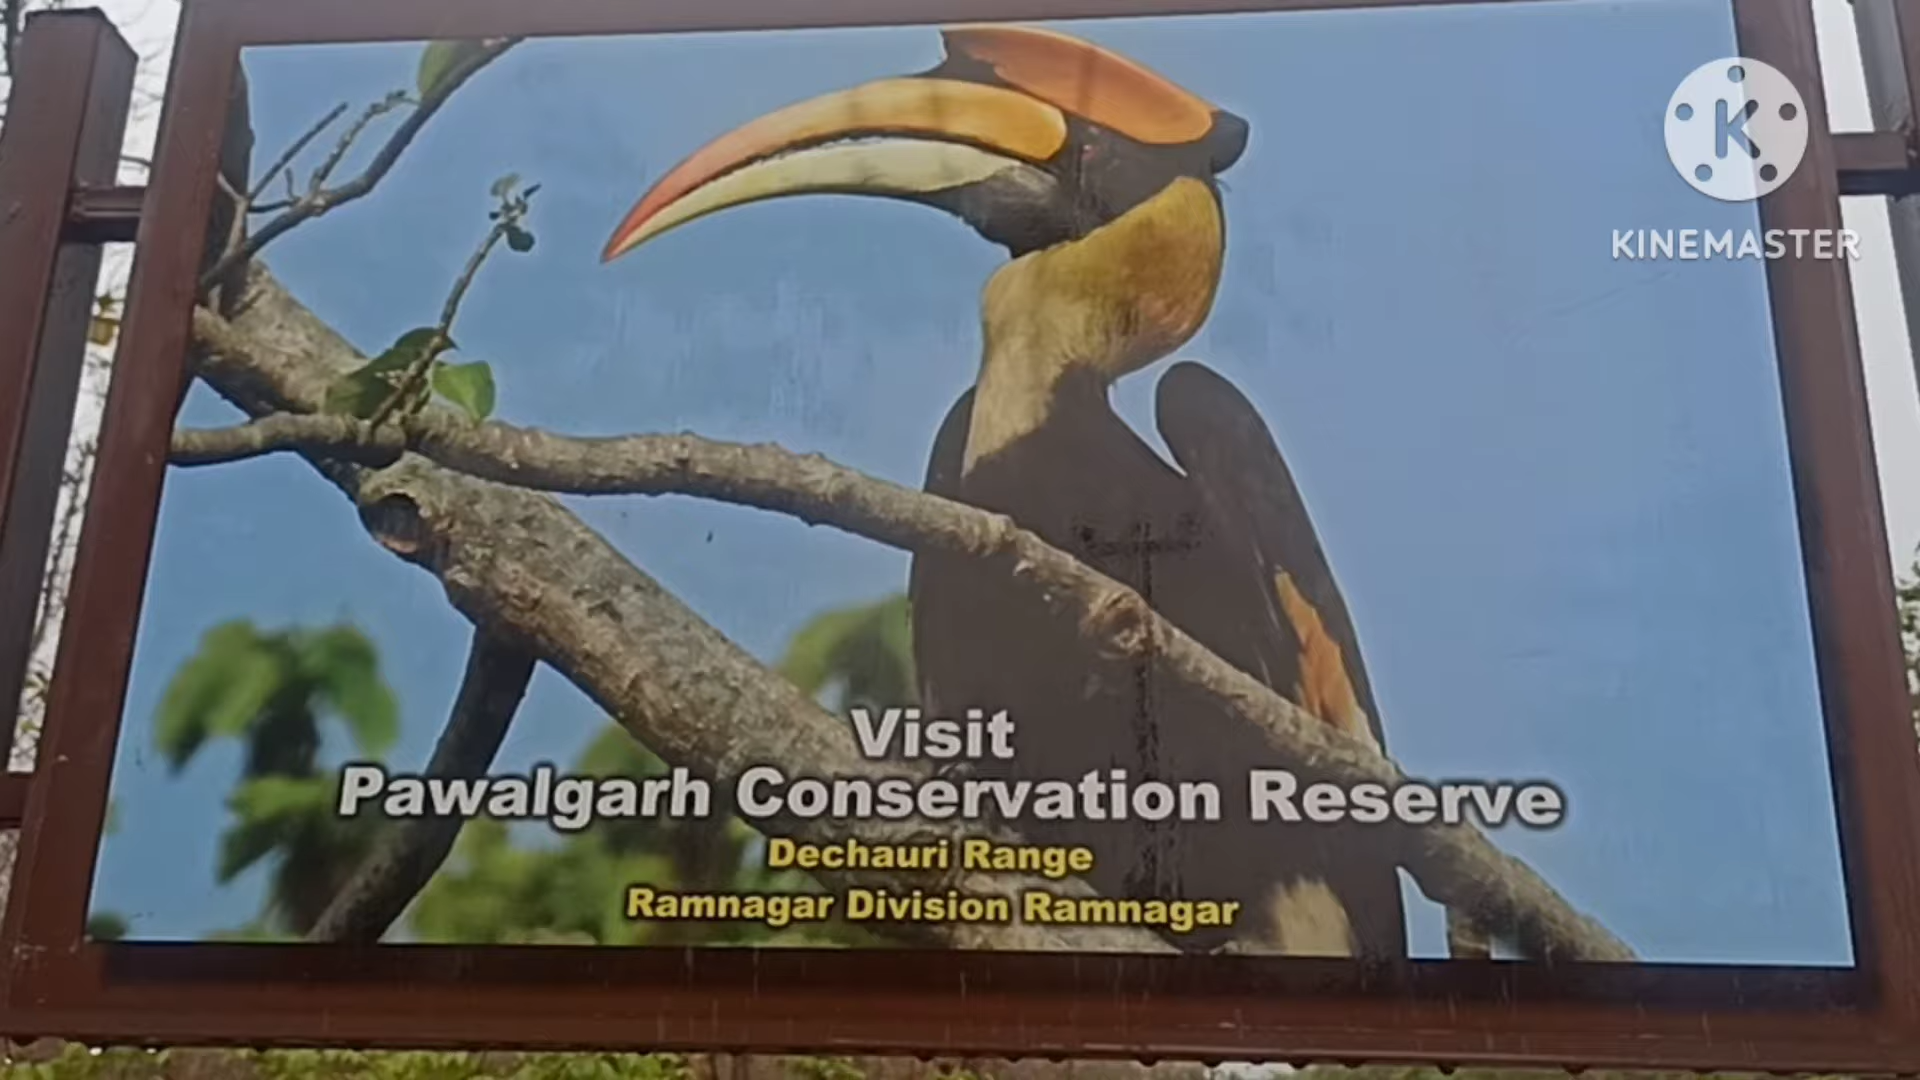 K
KINEMASTER
Visit
Pawalgarh Conservation Reserve
Dechauri Range
Ramnagar Division Ramnagar